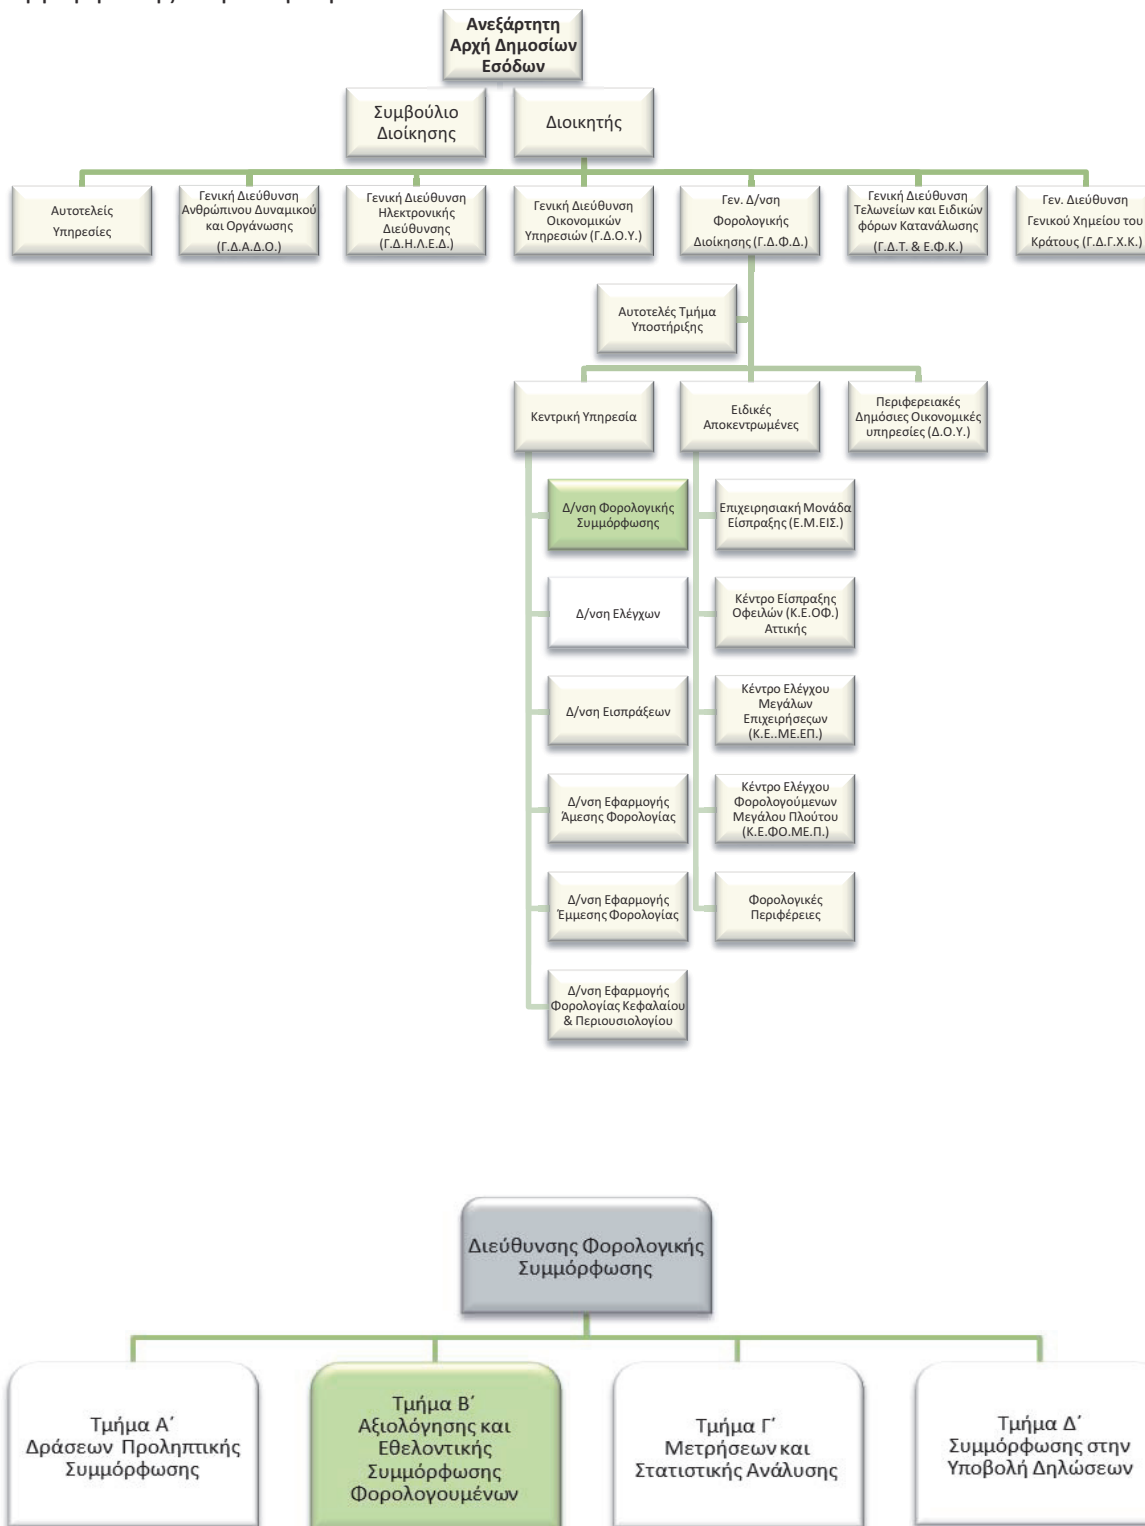 Ανεξάρτητη
Αρχή Δημοσίων
Εσόδων
Συμβούλιο
Διοίκησης
Διοικητής
Αυτοτελείς
Υπηρεσίες
Γενική Διεύθυνση
Ανθρώπινου Δυναμικού
και Οργάνωσης
(Γ.Δ.Α.Δ.Ο.)
Γενική Διεύθυνση
Ηλεκτρονικής
Διεύθυνσης
(Γ.Δ.Η.Λ.Ε.Δ.)
Γενική Διεύθυνση
Οικονομικών
Υπηρεσιών (Γ.Δ.Ο.Υ.)
Γεν. Δ/νση
Φορολογικής
Διοίκησης (Γ.Δ.Φ.Δ.)
Γενική Διεύθυνση
Τελωνείων και Ειδικών
φόρων Κατανάλωσης
(Γ.Δ.Τ. & Ε.Φ.Κ.)
Γεν. Διεύθυνση
Γενικού Χημείου του
Κράτους (Γ.Δ.Γ.Χ.Κ.)
Αυτοτελές Τμήμα
Υποστήριξης
Κεντρική Υπηρεσία
Ειδικές
Αποκεντρωμένες
Περιφερειακές
Δημόσιες Οικονομικές
υπηρεσίες (Δ.Ο.Υ.)
Δ/νση Φορολογικής
Συμμόρφωσης
Επιχειρησιακή Μονάδα
Είσπραξης (Ε.Μ.ΕΙΣ.)
Δ/νση Ελέγχων
Κέντρο Είσπραξης
Οφειλών (Κ.Ε.ΟΦ.)
Αττικής
Δ/νση Εισπράξεων
Κέντρο Ελέγχου
Μεγάλων
Επιχειρήσεςων
(Κ.Ε..ΜΕ.ΕΠ.)
Δ/νση Εφαρμογής
Άμεσης Φορολογίας
Κέντρο Ελέγχου
Φορολογούμενων
Μεγάλου Πλούτου
(Κ.Ε.ΦΟ.ΜΕ.Π.)
Δ/νση Εφαρμογής
Έμμεσης Φορολογίας
Φορολογικές
Περιφέρειες
Δ/νση Εφαρμογής
Φορολογίας Κεφαλαίου
& Περιουσιολογίου
Διεύθυνσης Φορολογικής
Συμμόρφωσης
Τμήμα Α΄
Δράσεων Προληπτικής
Συμμόρφωσης
Τμήμα Β΄
Αξιολόγησης και
Εθελοντικής
Συμμόρφωσης
Φορολογουμένων
Τμήμα Γ΄
Μετρήσεων και
Στατιστικής Ανάλυσης
Τμήμα Δ΄
Συμμόρφωσης στην
Υποβολή Δηλώσεων